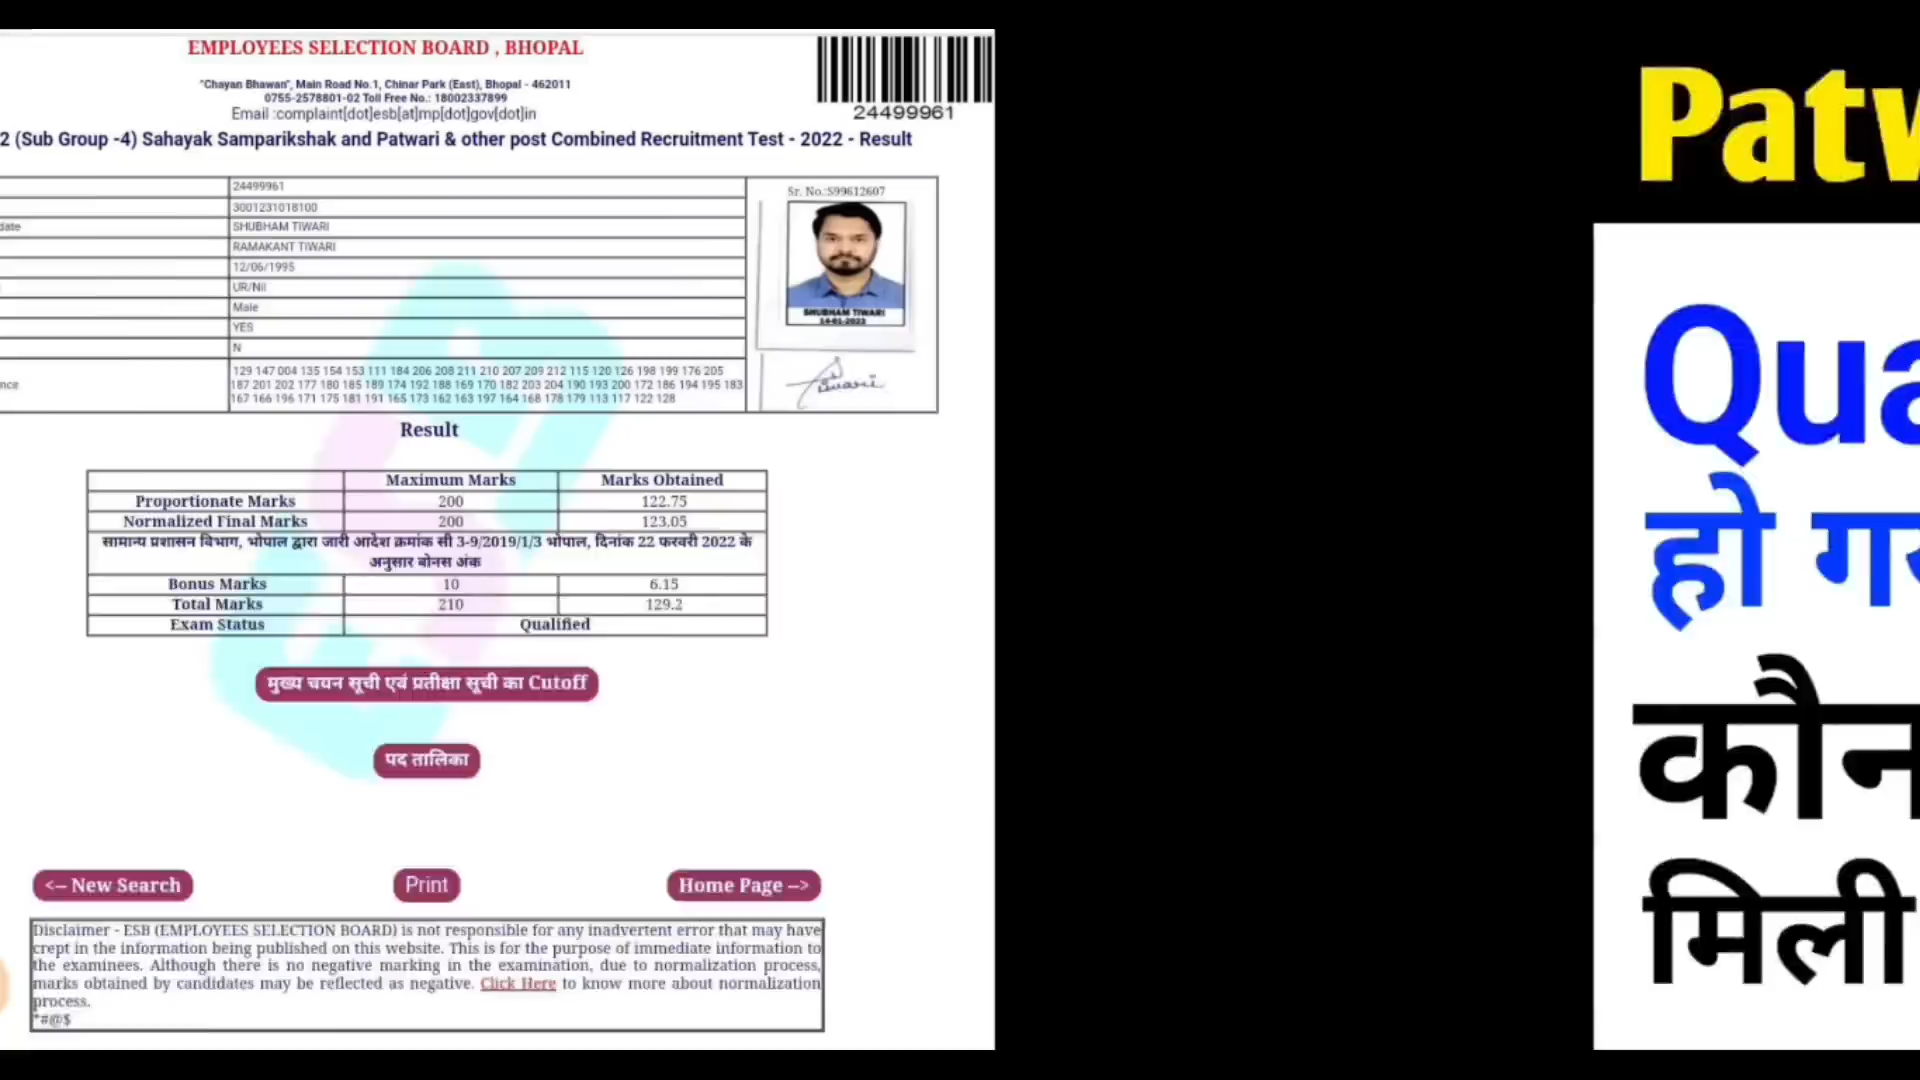 EMPLOYEES SELECTION BOARD , BHOPAL
"Chayan Bhawan", Main Road No.1, Chinar Park (East), Bhopal - 462011
0755-2578801-02 Toll Free No.: 18002337899
Email :complaint[dot]esb[at]mp[dot]gov[dot]in
24499961
2 (Sub Group -4) Sahayak Samparikshak and Patwari & other post Combined Recruitment Test - 2022 - Result
24499961
3001231018100
date SHUBHAM TIWARI
RAMAKANT TIWARI
12/06/1995
UR/Nil
Male
YES
N
129 147 004 135 154 153 111 184 206 208 211 210 207 209 212 115 120 126 198 199 176 205
nce 187 201 202 177 180 185 189 174 192 188 169 170 182 203 204 190 193 200 172 186 194 195 183
167 166 196 171 175 181 191 165 173 162 163 197 164 168 178 179 113 117 122 128
Sr. No.:S99612607
SHUBHAM TIWARI
14-01-2023
Tiwari
Result
Maximum Marks Marks Obtained
Proportionate Marks 200 122.75
Normalized Final Marks 200 123.05
सामान्य प्रशासन विभाग, भोपाल द्वारा जारी आदेश क्रमांक सी 3-9/2019/1/3 भोपाल, दिनांक 22 फरवरी 2022 के
अनुसार बोनस अंक
Bonus Marks 10 6.15
Total Marks 210 129.2
Exam Status Qualified
मुख्य चयन सूची एवं प्रतीक्षा सूची का Cutoff
पद तालिका
<-- New Search Print Home Page -->
Disclaimer - ESB (EMPLOYEES SELECTION BOARD) is not responsible for any inadvertent error that may have
crept in the information being published on this website. This is for the purpose of immediate information to
the examinees. Although there is no negative marking in the examination, due to normalization process,
marks obtained by candidates may be reflected as negative. Click Here to know more about normalization
process.
*#@$
Patw
Qua
हो गय
कौन
मिली